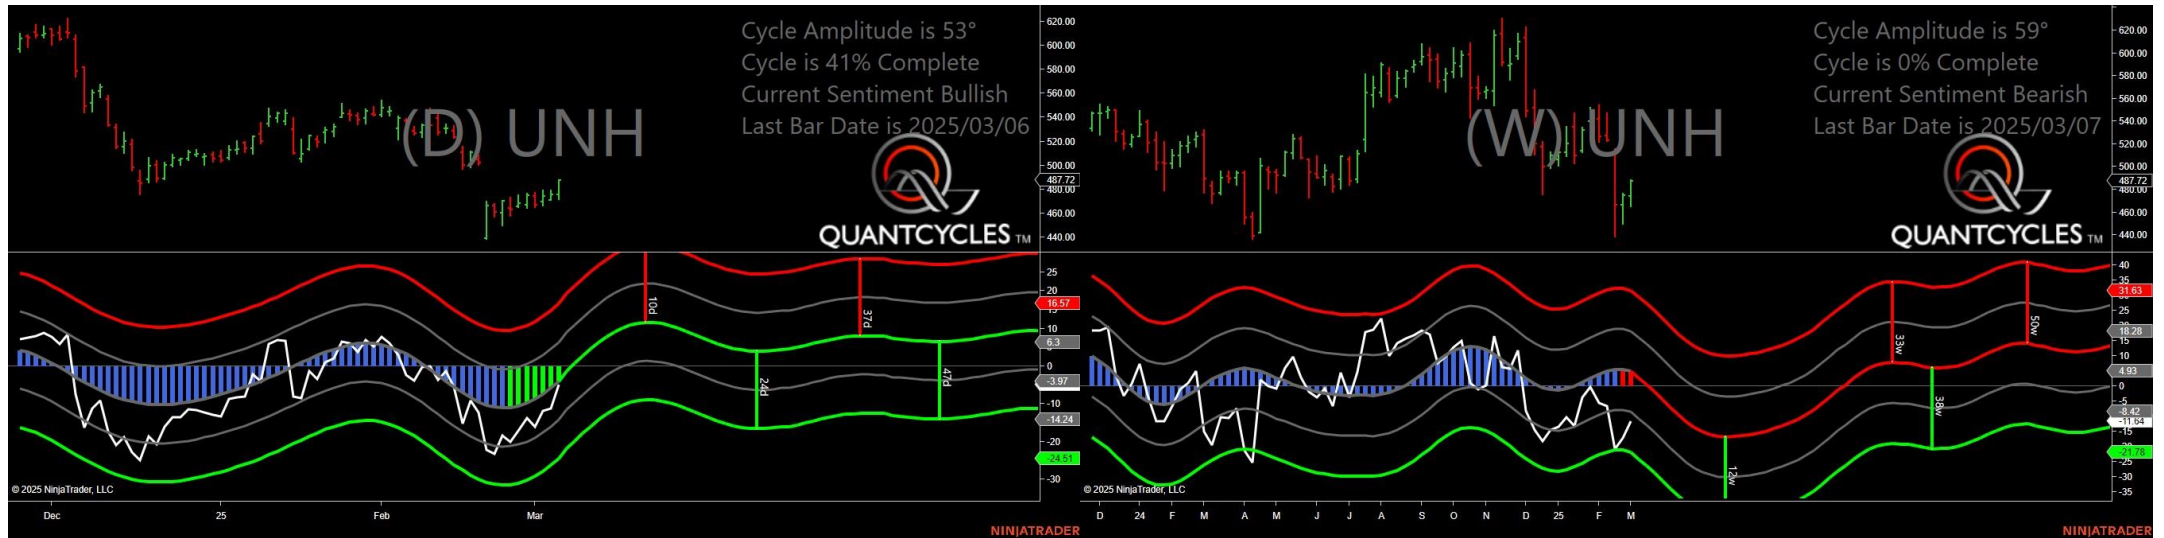 Cycle Amplitude is 53°
Cycle is 41% Complete
Current Sentiment Bullish
Last Bar Date is 2025/03/06
(D) UNH
QUANTCYCLES TM
620.00
600.00
580.00
560.00
540.00
520.00
500.00
487.72
480.00
460.00
440.00
10d
24d
37d
47d
25
20
16.57
10
6.3
0
-3.97
-10
-14.24
-20
-24.51
-30
© 2025 NinjaTrader, LLC
Dec 25 Feb Mar
NINJATRADER
Cycle Amplitude is 59°
Cycle is 0% Complete
Current Sentiment Bearish
Last Bar Date is 2025/03/07
(W) UNH
QUANTCYCLES TM
620.00
600.00
580.00
560.00
540.00
520.00
500.00
487.72
480.00
460.00
440.00
12w
33w
38w
50w
40
35
31.63
25
18.28
15
10
4.93
0
-5
-8.42
-11.64
-15
-21.78
-25
-30
-35
© 2025 NinjaTrader, LLC
D 24 F M A M J J A S O N D 25 F M
NINJATRADER